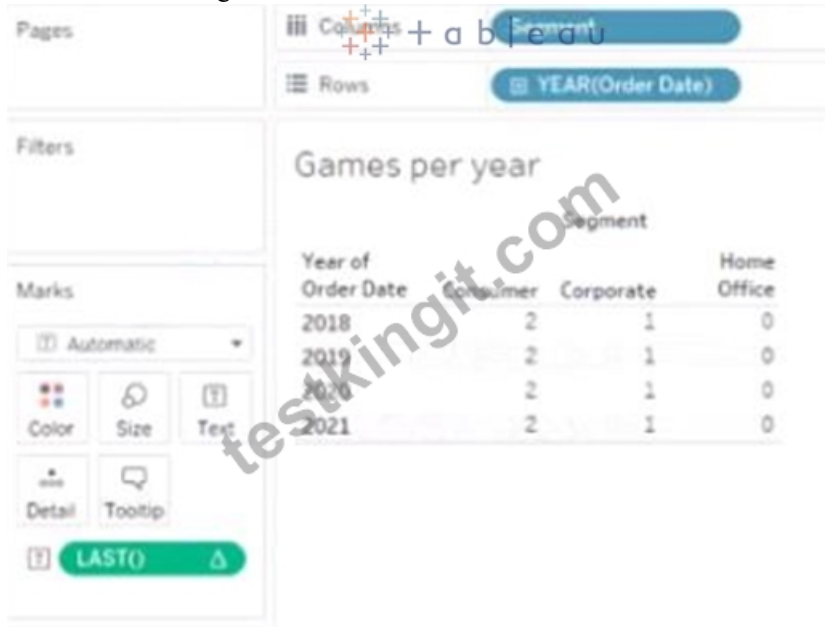 Pages
iii Columns
Segment
+ a b l e a u
Rows
YEAR(Order Date)
Filters
Games per year
Segment
Year of
Order Date Consumer Corporate Home
Office
2018 2 1 0
2019 2 1 0
2020 2 1 0
2021 2 1 0
Marks
Automatic
Color Size Text
Detail Tooltip
LAST() Δ
testkingit.com